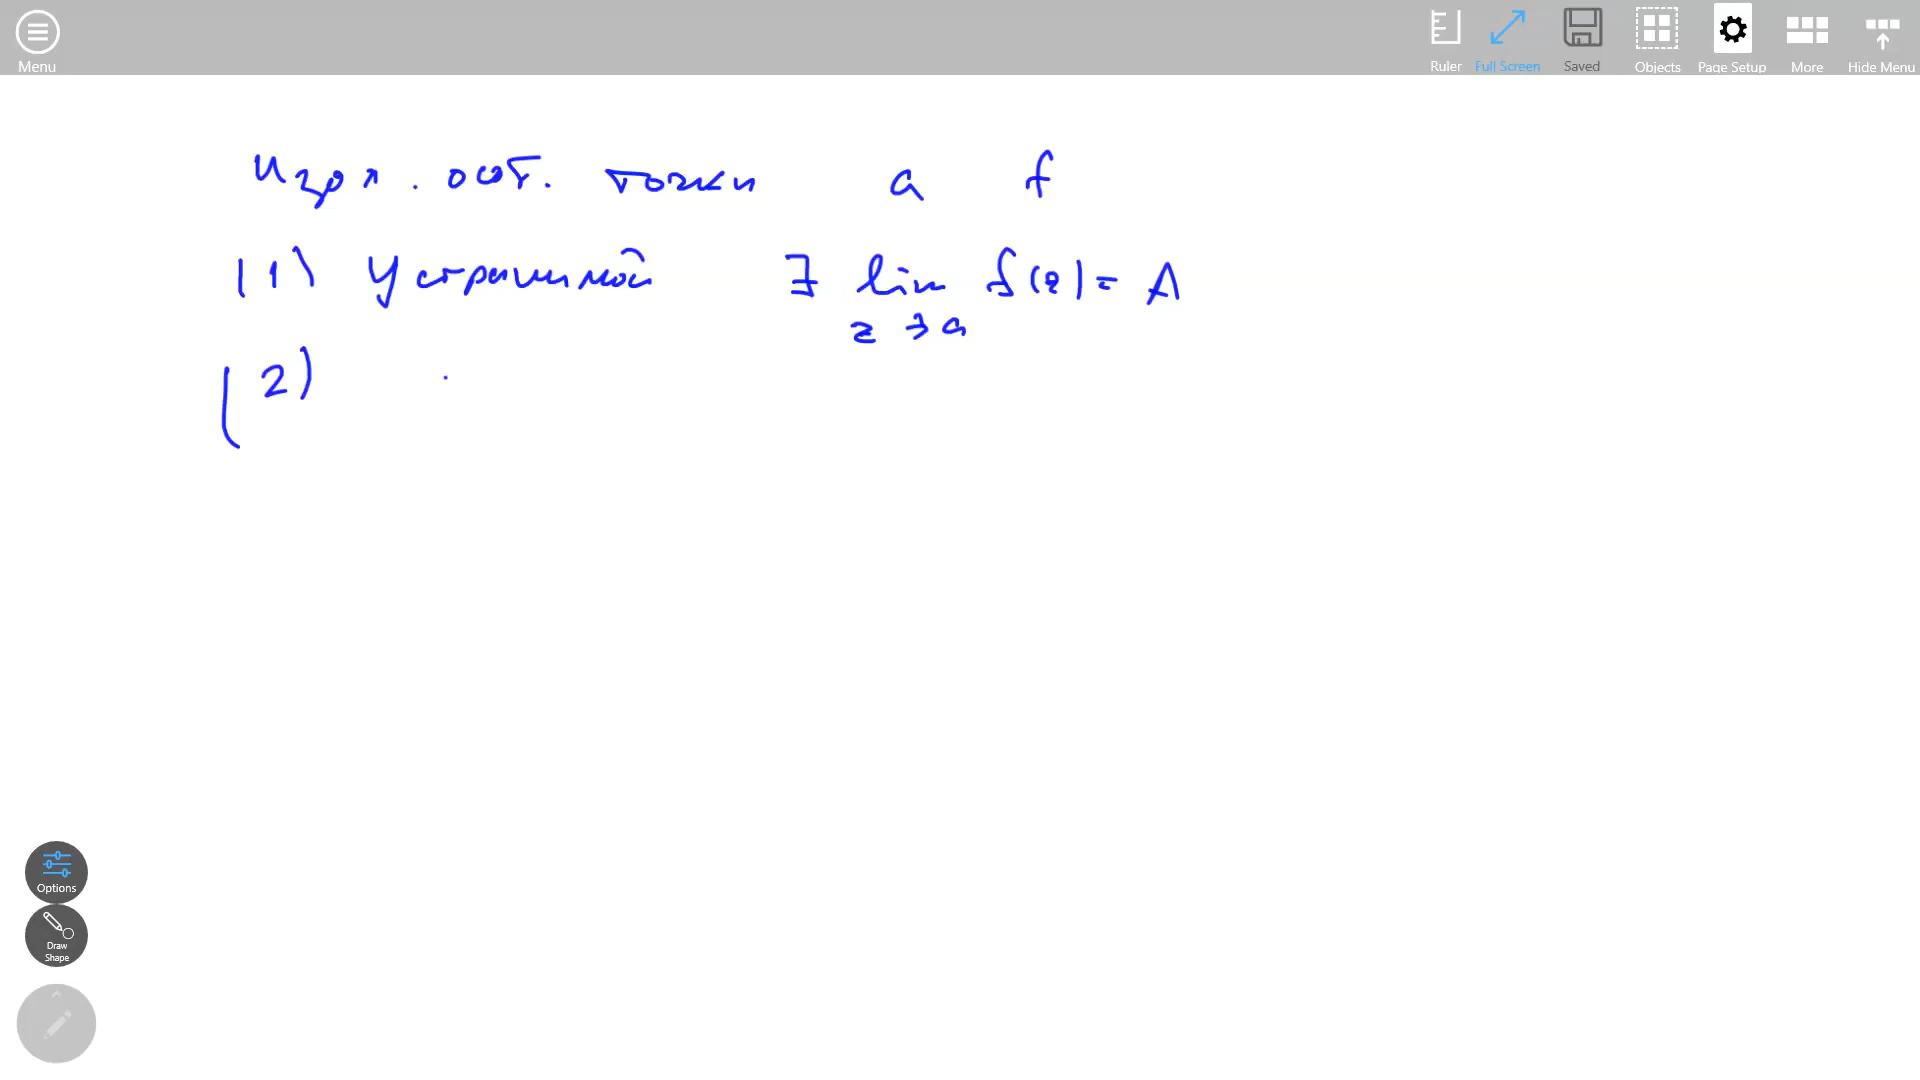 Menu
Ruler Full Screen Saved Objects Page Setup More Hide Menu
Изол. особ. точки a f
(1) Устранимой ∃ lim f(z) = A
z → a
(2)
Options
Draw
Shape